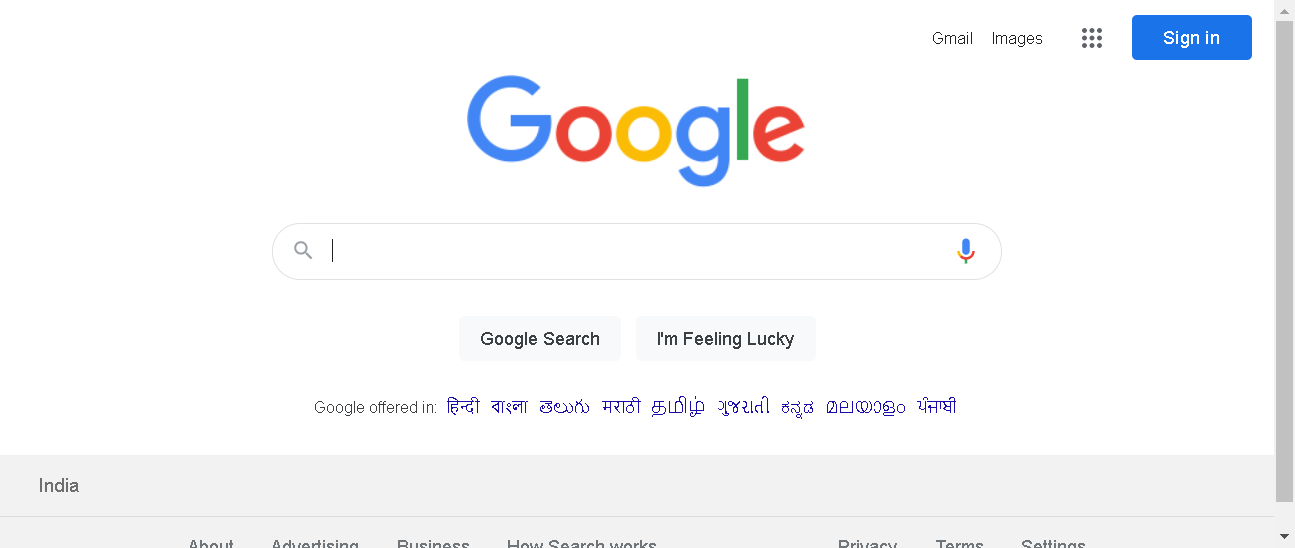 Gmail Images Sign in
Google
Google Search I'm Feeling Lucky
Google offered in: हिन्दी বাংলা తెలుగు मराठी தமிழ் ગુજરાતી ಕನ್ನಡ മലയാളം ਪੰਜਾਬੀ
India
About Advertising Business How Search works Privacy Terms Settings